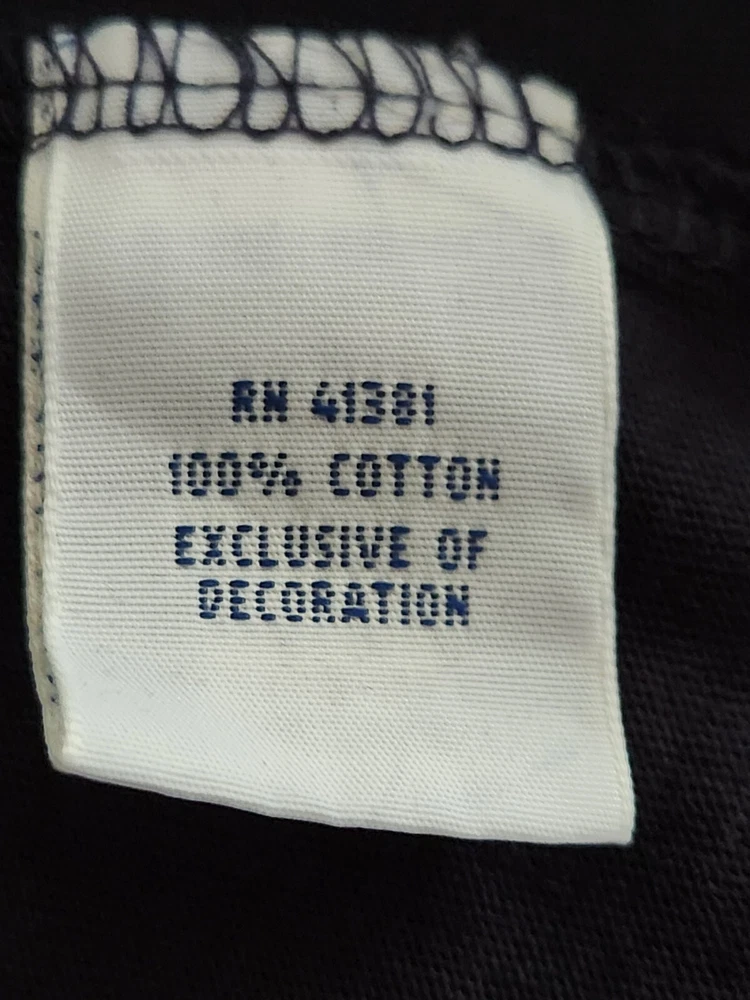 RN 41381
100% COTTON
EXCLUSIVE OF
DECORATION